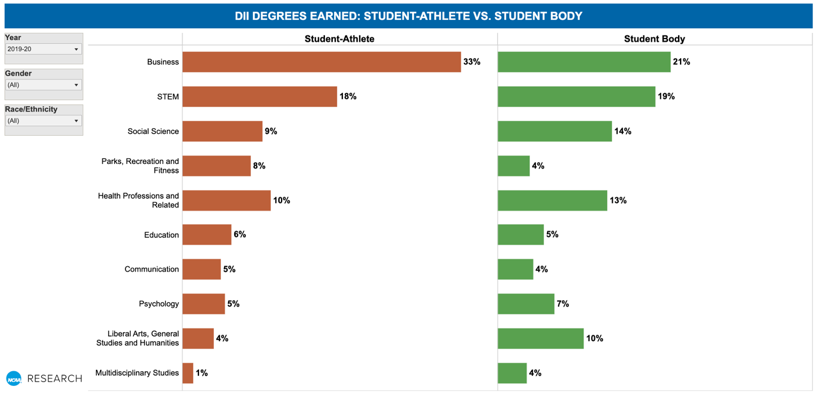 DII DEGREES EARNED: STUDENT-ATHLETE VS. STUDENT BODY
Year
2019-20
Gender
(All)
Race/Ethnicity
(All)
Student-Athlete
Student Body
Business
33%
21%
STEM
18%
19%
Social Science
9%
14%
Parks, Recreation and
Fitness
8%
4%
Health Professions and
Related
10%
13%
Education
6%
5%
Communication
5%
4%
Psychology
5%
7%
Liberal Arts, General
Studies and Humanities
4%
10%
Multidisciplinary Studies
1%
4%
NCAA RESEARCH